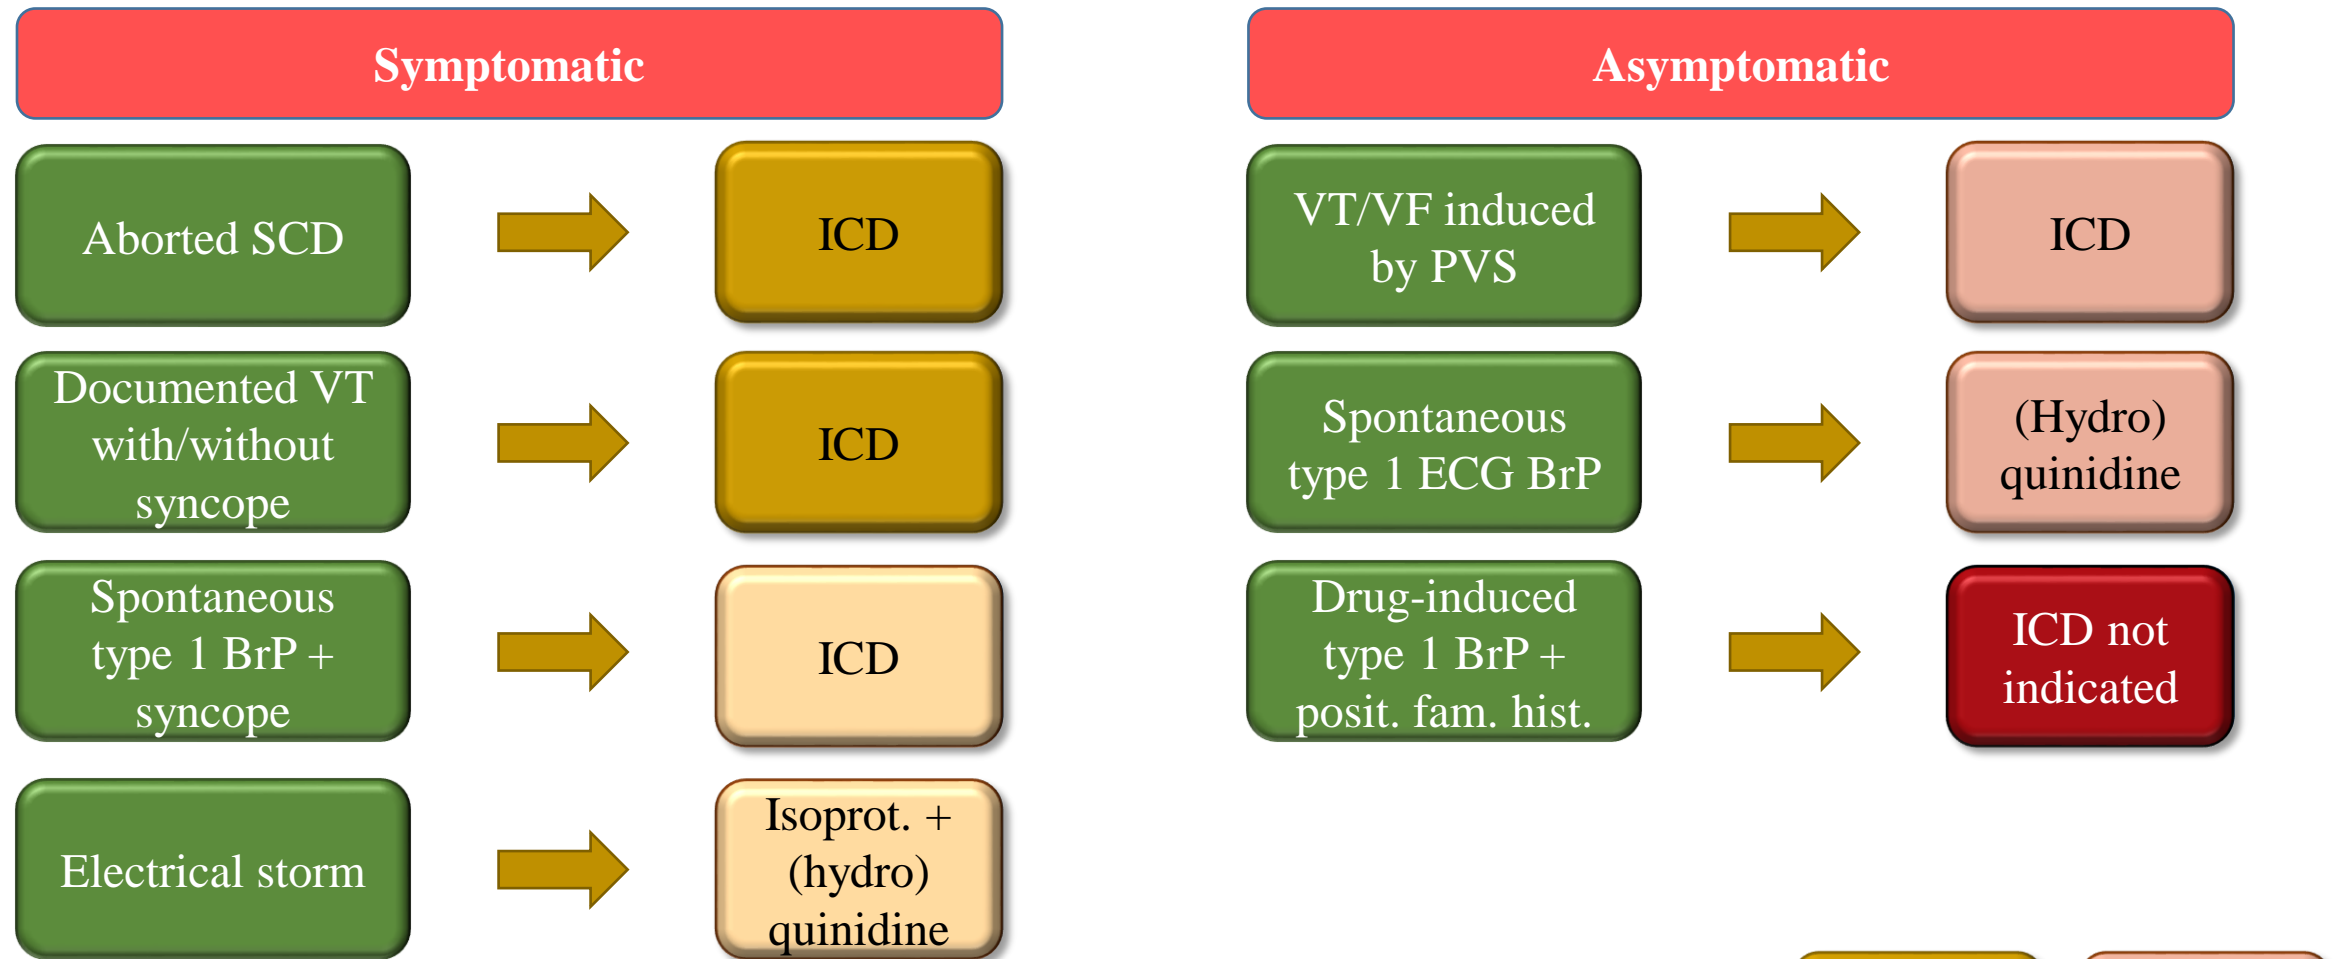 Symptomatic
Aborted SCD
ICD
Documented VT
with/without
syncope
ICD
Spontaneous
type 1 BrP +
syncope
ICD
Electrical storm
Isoprot. +
(hydro)
quinidine
Asymptomatic
VT/VF induced
by PVS
ICD
Spontaneous
type 1 ECG BrP
(Hydro)
quinidine
Drug-induced
type 1 BrP +
posit. fam. hist.
ICD not
indicated